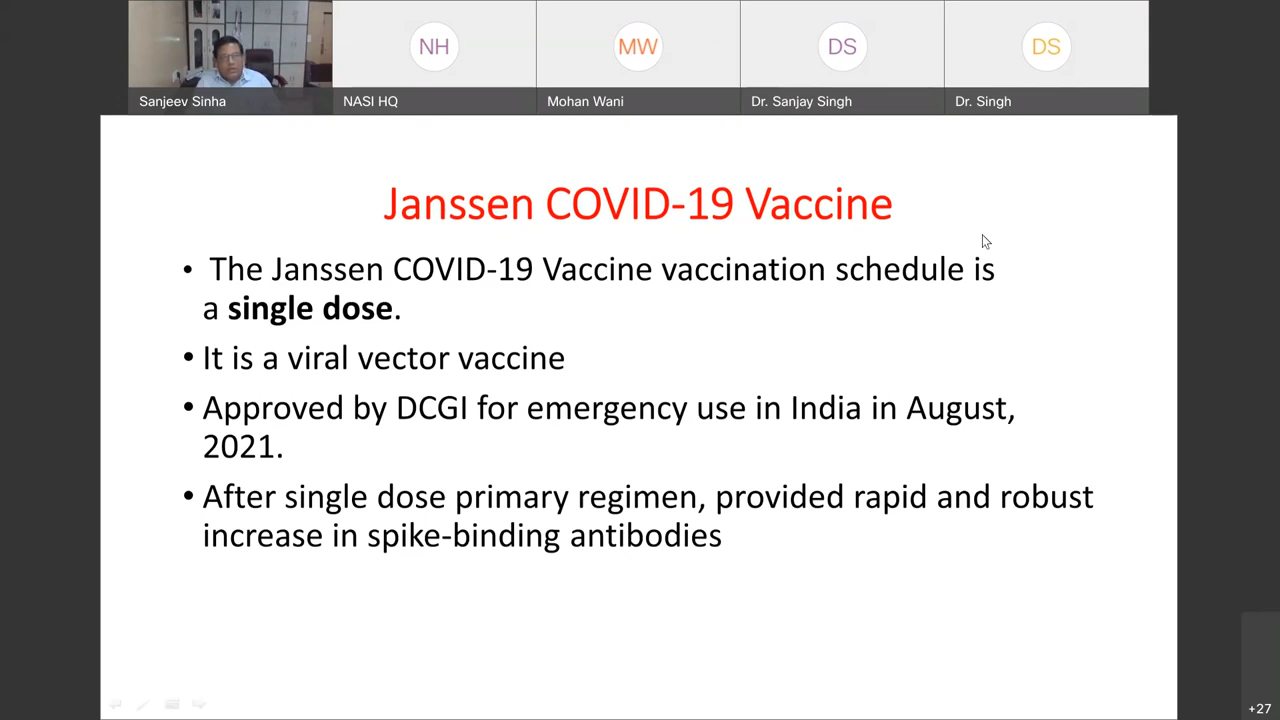 NH
MW
DS
DS
Sanjeev Sinha
NASI HQ
Mohan Wani
Dr. Sanjay Singh
Dr. Singh
Janssen COVID-19 Vaccine
• The Janssen COVID-19 Vaccine vaccination schedule is
a single dose.
• It is a viral vector vaccine
• Approved by DCGI for emergency use in India in August,
2021.
• After single dose primary regimen, provided rapid and robust
increase in spike-binding antibodies
+27